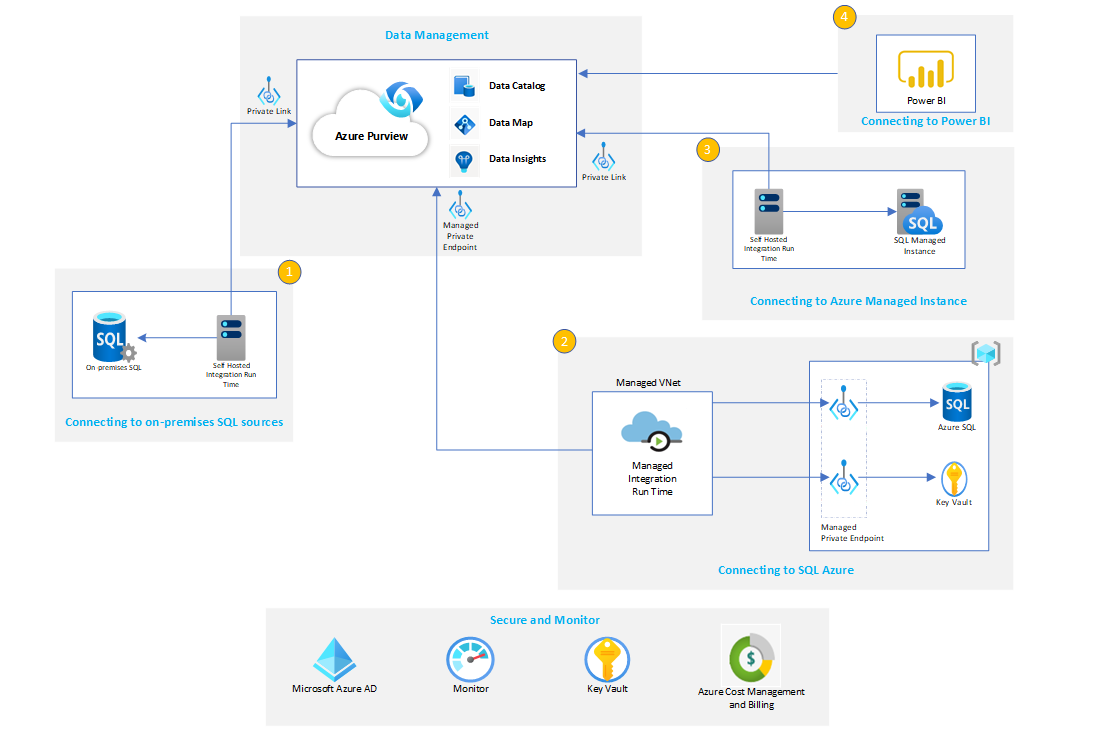 4
Data Management
Power BI
Connecting to Power BI
Private Link
Azure Purview
Data Catalog
Data Map
Data Insights
3
Private Link
Managed
Private
Endpoint
Self Hosted
Integration Run
Time
SQL
SQL Managed
Instance
Connecting to Azure Managed Instance
1
SQL
On-premises SQL
Self Hosted
Integration Run
Time
Connecting to on-premises SQL sources
2
Managed VNet
Managed
Integration
Run Time
SQL
Azure SQL
Key Vault
Managed
Private Endpoint
Connecting to SQL Azure
Secure and Monitor
Microsoft Azure AD
Monitor
Key Vault
$
Azure Cost Management
and Billing